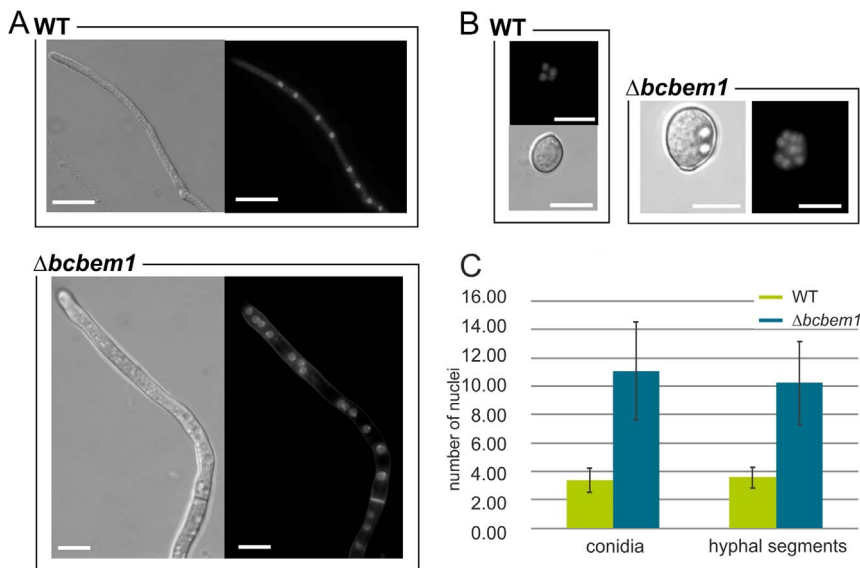 A WT
Δbcbem1
B WT
Δbcbem1
C
WT
Δbcbem1
number of nuclei
16.00
14.00
12.00
10.00
8.00
6.00
4.00
2.00
0.00
conidia hyphal segments